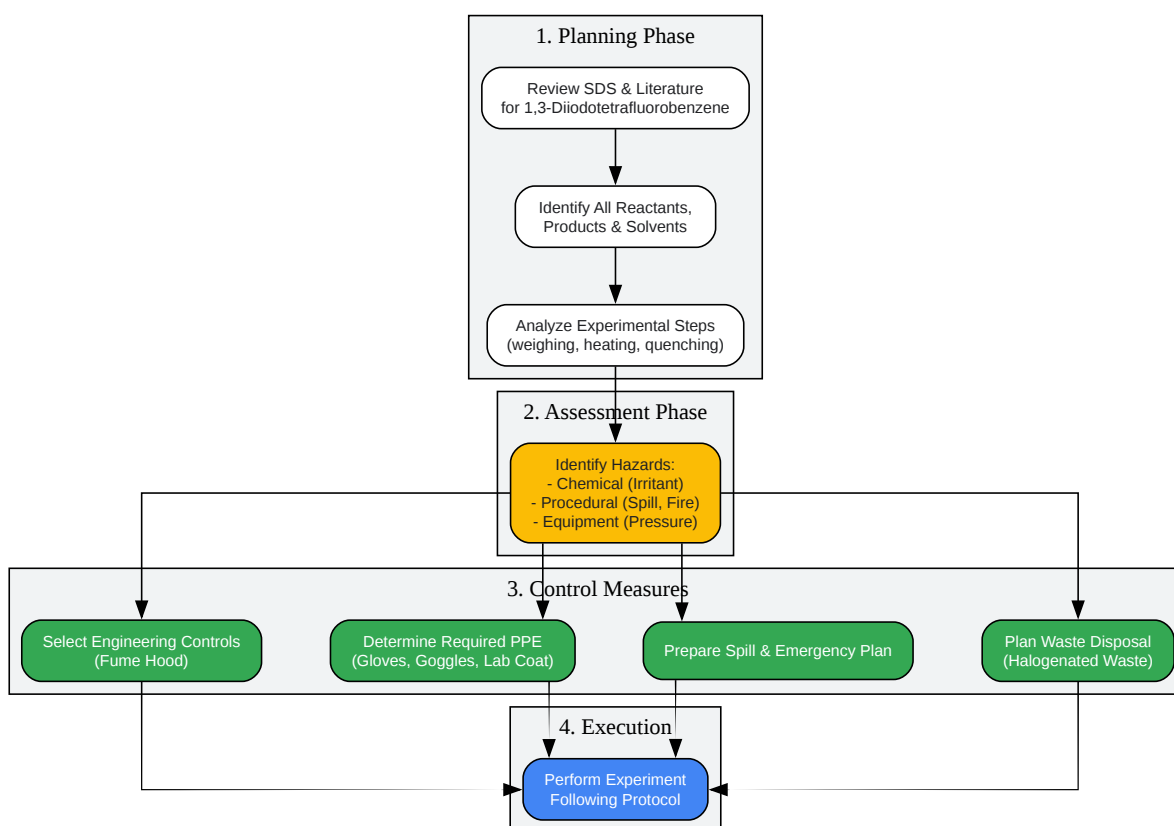 1. Planning Phase
Review SDS & Literature
for 1,3-Diiodotetrafluorobenzene
Identify All Reactants,
Products & Solvents
Analyze Experimental Steps
(weighing, heating, quenching)
2. Assessment Phase
Identify Hazards:
- Chemical (Irritant)
- Procedural (Spill, Fire)
- Equipment (Pressure)
3. Control Measures
Select Engineering Controls
(Fume Hood)
Determine Required PPE
(Gloves, Goggles, Lab Coat)
Prepare Spill & Emergency Plan
Plan Waste Disposal
(Halogenated Waste)
4. Execution
Perform Experiment
Following Protocol